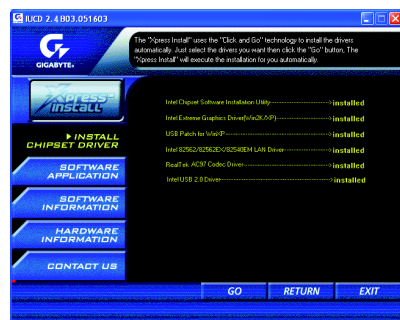 IUCD 2.4 B03.051603
GIGABYTE.
The "Xpress Install" uses the "Click and Go" technology to install the drivers
automatically. Just select the drivers you want then click the "Go" button, The
"Xpress Install" will execute the installation for you automatically.
Xpress
install
INSTALL
CHIPSET DRIVER
SOFTWARE
APPLICATION
SOFTWARE
INFORMATION
HARDWARE
INFORMATION
CONTACT US
Intel Chipset Software Installation Utility------------------>installed
Intel Extreme Graphics Driver(Win2K/XP)------------------>installed
USB Patch for WinXP------------------>installed
Intel 82562/82562EX/82540EM LAN Driver------------------>installed
RealTek AC97 Codec Driver------------------>installed
Intel USB 2.0 Driver------------------>installed
GO RETURN EXIT